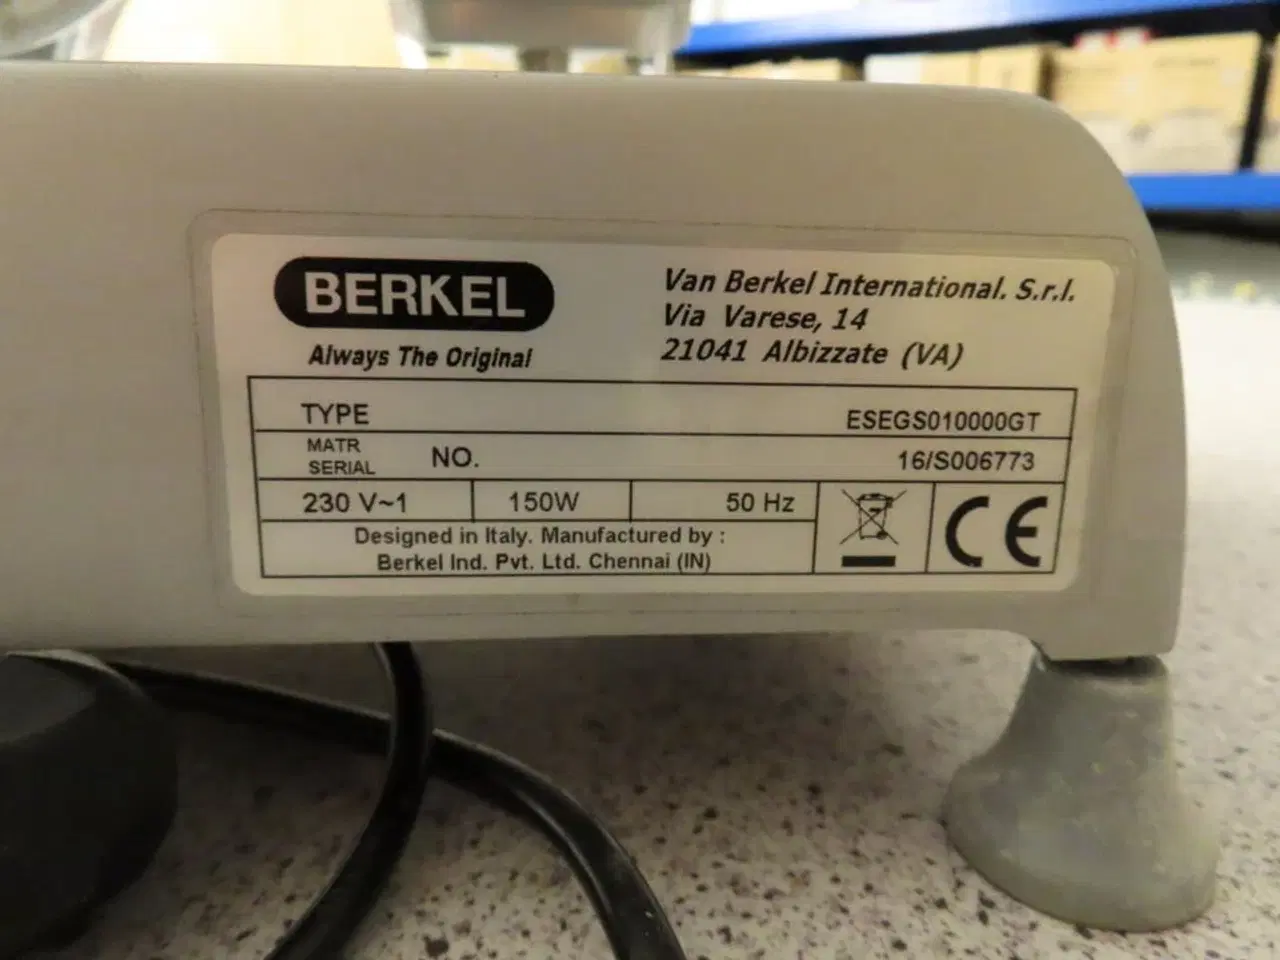 BERKEL
Always The Original
Van Berkel International. S.r.l.
Via Varese, 14
21041 Albizzate (VA)
TYPE ESEGS010000GT
MATR SERIAL NO. 16/S006773
230 V~1 150W 50 Hz
Designed in Italy. Manufactured by :
Berkel Ind. Pvt. Ltd. Chennai (IN)
CE